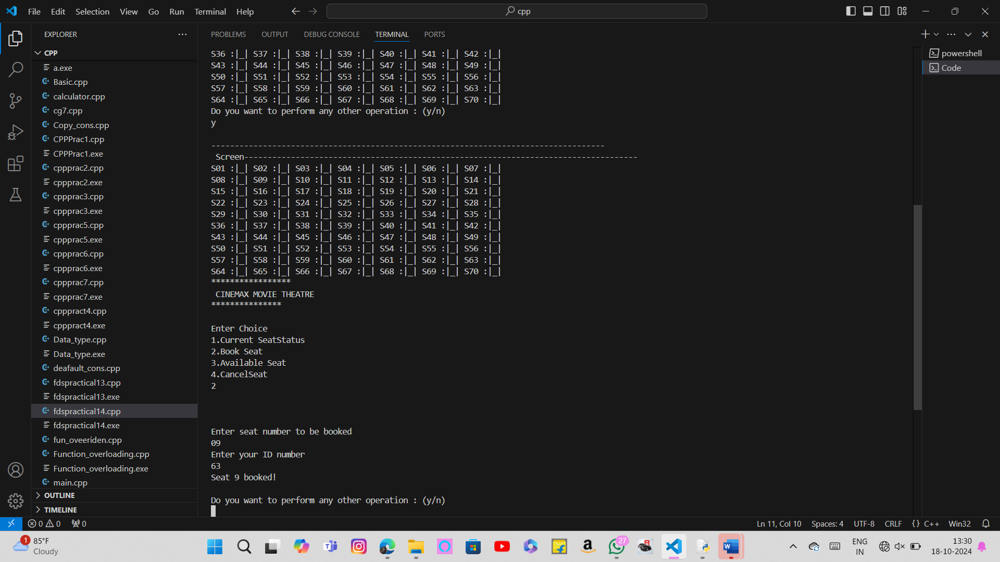 File Edit Selection View Go Run Terminal Help
cpp
EXPLORER
CPP
a.exe
Basic.cpp
calculator.cpp
cg7.cpp
Copy_cons.cpp
CPPPrac1.cpp
CPPPrac1.exe
cppprac2.cpp
cppprac2.exe
cppprac3.cpp
cppprac3.exe
cppprac5.cpp
cppprac5.exe
cppprac6.cpp
cppprac6.exe
cppprac7.cpp
cppprac7.exe
cpppract4.cpp
cpppract4.exe
Data_type.cpp
Data_type.exe
deafault_cons.cpp
fdspractical13.cpp
fdspractical13.exe
fdspractical14.cpp
fdspractical14.exe
fun_oveeriden.cpp
Function_overloading.cpp
Function_overloading.exe
main.cpp
OUTLINE
TIMELINE
PROBLEMS OUTPUT DEBUG CONSOLE TERMINAL PORTS
S36 :|_| S37 :|_| S38 :|_| S39 :|_| S40 :|_| S41 :|_| S42 :|_|
S43 :|_| S44 :|_| S45 :|_| S46 :|_| S47 :|_| S48 :|_| S49 :|_|
S50 :|_| S51 :|_| S52 :|_| S53 :|_| S54 :|_| S55 :|_| S56 :|_|
S57 :|_| S58 :|_| S59 :|_| S60 :|_| S61 :|_| S62 :|_| S63 :|_|
S64 :|_| S65 :|_| S66 :|_| S67 :|_| S68 :|_| S69 :|_| S70 :|_|
Do you want to perform any other operation : (y/n)
y
------------------------------------------------------------------------------------
Screen------------------------------------------------------------------------------------
S01 :|_| S02 :|_| S03 :|_| S04 :|_| S05 :|_| S06 :|_| S07 :|_|
S08 :|_| S09 :|_| S10 :|_| S11 :|_| S12 :|_| S13 :|_| S14 :|_|
S15 :|_| S16 :|_| S17 :|_| S18 :|_| S19 :|_| S20 :|_| S21 :|_|
S22 :|_| S23 :|_| S24 :|_| S25 :|_| S26 :|_| S27 :|_| S28 :|_|
S29 :|_| S30 :|_| S31 :|_| S32 :|_| S33 :|_| S34 :|_| S35 :|_|
S36 :|_| S37 :|_| S38 :|_| S39 :|_| S40 :|_| S41 :|_| S42 :|_|
S43 :|_| S44 :|_| S45 :|_| S46 :|_| S47 :|_| S48 :|_| S49 :|_|
S50 :|_| S51 :|_| S52 :|_| S53 :|_| S54 :|_| S55 :|_| S56 :|_|
S57 :|_| S58 :|_| S59 :|_| S60 :|_| S61 :|_| S62 :|_| S63 :|_|
S64 :|_| S65 :|_| S66 :|_| S67 :|_| S68 :|_| S69 :|_| S70 :|_|
*****************
CINEMAX MOVIE THEATRE
***************
Enter Choice
1.Current SeatStatus
2.Book Seat
3.Available Seat
4.CancelSeat
2
Enter seat number to be booked
09
Enter your ID number
63
Seat 9 booked!
Do you want to perform any other operation : (y/n)
powershell
Code
0 0 0
Ln 11, Col 10 Spaces: 4 UTF-8 CRLF {} C++ Win32
1
85°F
Cloudy
27
ENG
IN
13:30
18-10-2024